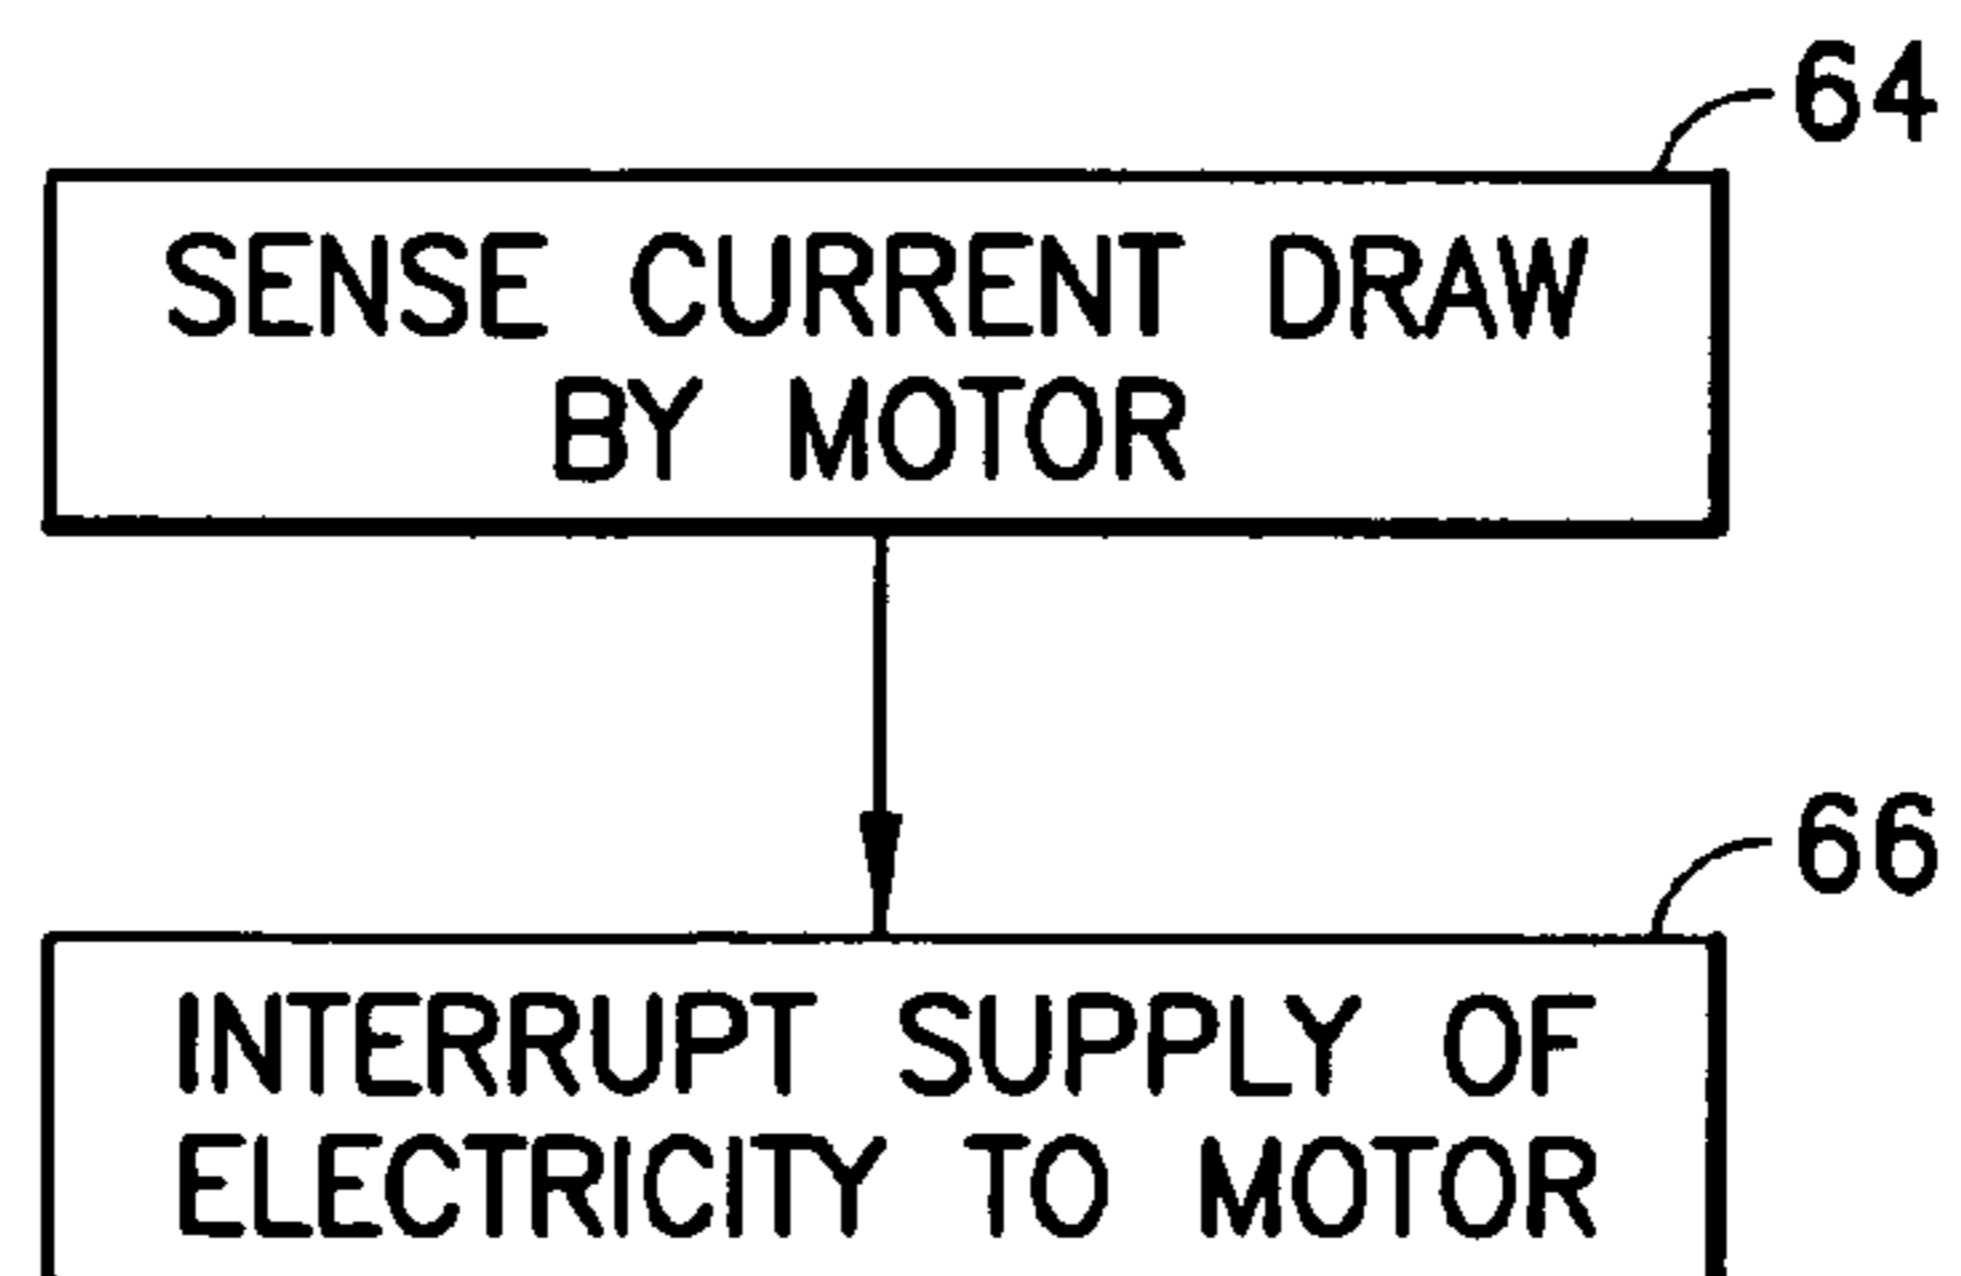 64
SENSE CURRENT DRAW
BY MOTOR
66
INTERRUPT SUPPLY OF
ELECTRICITY TO MOTOR